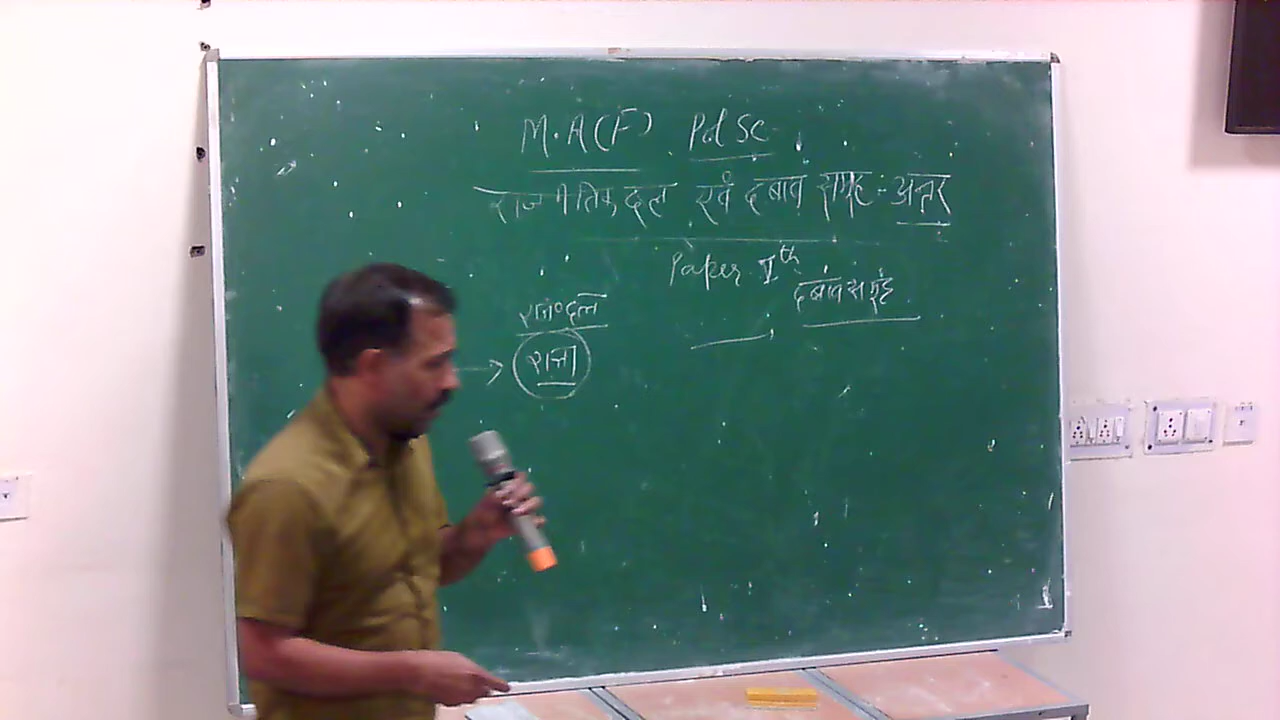 M.A(F) Pol Sc.
राजनीतिक दल एवं दबाव समूह :- अन्तर
Paper Vth
राज० दल दबाव समूह